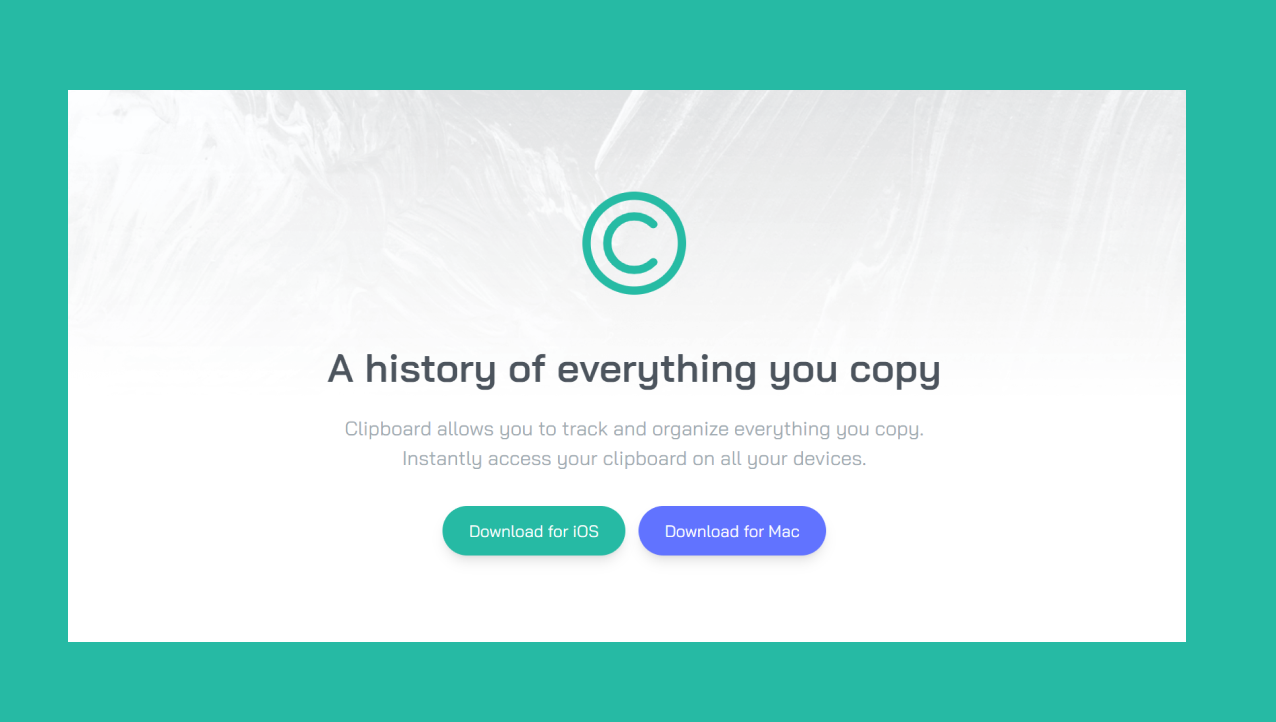 ©
A history of everything you copy
Clipboard allows you to track and organize everything you copy.
Instantly access your clipboard on all your devices.
Download for iOS
Download for Mac